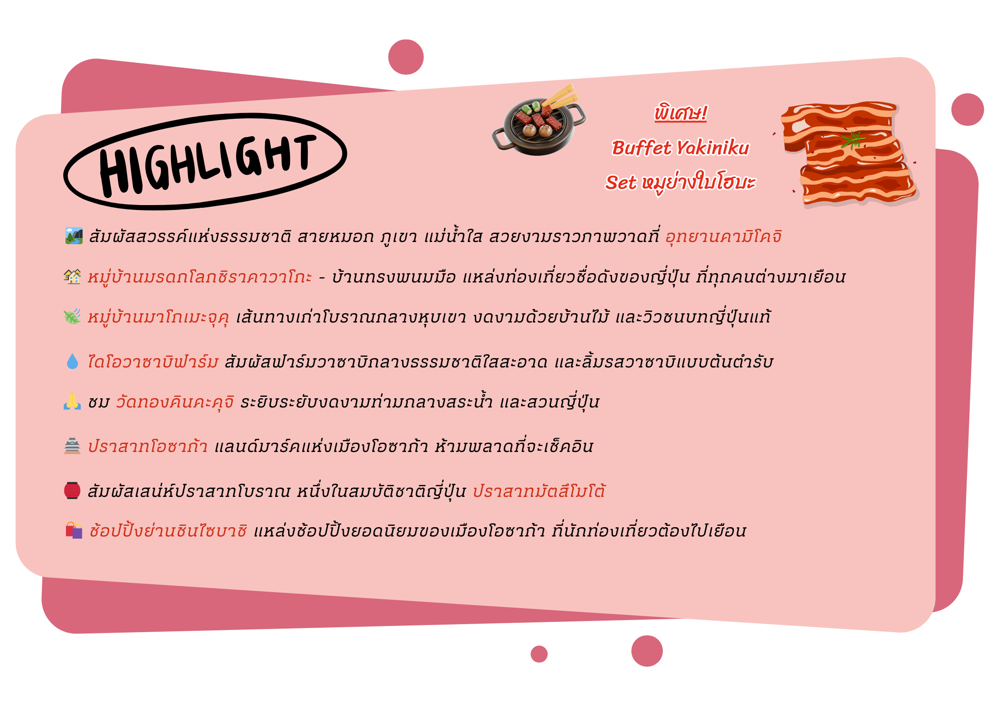 HIGHLIGHT
พิเศษ!
Buffet Yakiniku
Set หมูย่างใบโฮบะ
สัมผัสสวรรค์แห่งธรรมชาติ สายหมอก ภูเขา แม่น้ำใส สวยงามราวภาพวาดที่ อุทยานคามิโคจิ
หมู่บ้านมรดกโลกชิราคาวาโกะ - บ้านทรงพนมมือ แหล่งท่องเที่ยวชื่อดังของญี่ปุ่น ที่ทุกคนต่างมาเยือน
หมู่บ้านมาโกเมะจุคุ เส้นทางเก่าโบราณกลางหุบเขา งดงามด้วยบ้านไม้ และวิวชนบทญี่ปุ่นแท้
ไดโอวาซาบิฟาร์ม สัมผัสฟาร์มวาซาบิกลางธรรมชาติใสสะอาด และลิ้มรสวาซาบิแบบต้นตำรับ
ชม วัดทองคินคะคุจิ ระยิบระยับงดงามท่ามกลางสระน้ำ และสวนญี่ปุ่น
ปราสาทโอซาก้า แลนด์มาร์คแห่งเมืองโอซาก้า ห้ามพลาดที่จะเช็คอิน
สัมผัสเสน่ห์ปราสาทโบราณ หนึ่งในสมบัติชาติญี่ปุ่น ปราสาทมัตสึโมโต้
ช้อปปิ้งย่านชินไซบาชิ แหล่งช้อปปิ้งยอดนิยมของเมืองโอซาก้า ที่นักท่องเที่ยวต้องไปเยือน